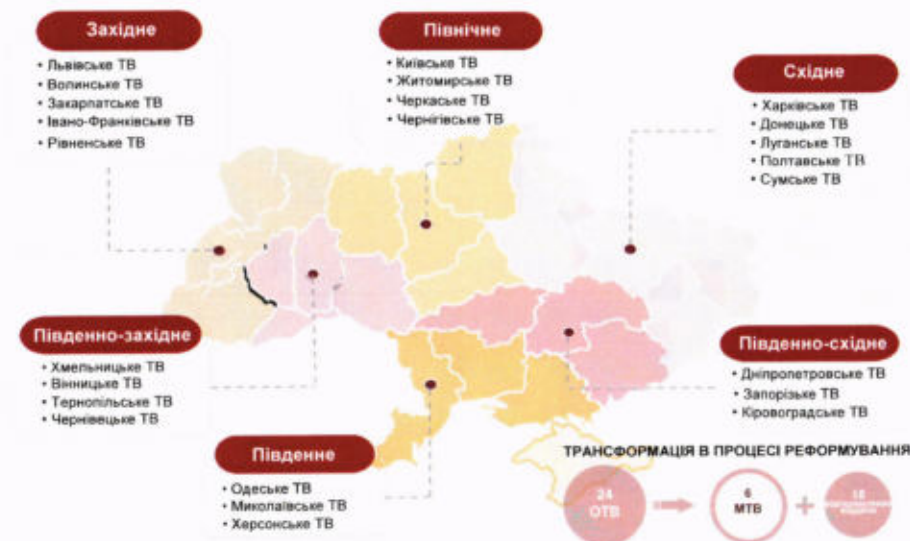 Західне
• Львівське ТВ
• Волинське ТВ
• Закарпатське ТВ
• Івано-Франківське ТВ
• Рівненське ТВ
Північне
• Київське ТВ
• Житомирське ТВ
• Черкаське ТВ
• Чернігівське ТВ
Східне
• Харківське ТВ
• Донецьке ТВ
• Луганське ТВ
• Полтавське ТВ
• Сумське ТВ
Південно-західне
• Хмельницьке ТВ
• Вінницьке ТВ
• Тернопільське ТВ
• Чернівецьке ТВ
Південно-східне
• Дніпропетровське ТВ
• Запорізьке ТВ
• Кіровоградське ТВ
Південне
• Одеське ТВ
• Миколаївське ТВ
• Херсонське ТВ
ТРАНСФОРМАЦІЯ В ПРОЦЕСІ РЕФОРМУВАННЯ
24
ОТВ
6
МТВ
+
18